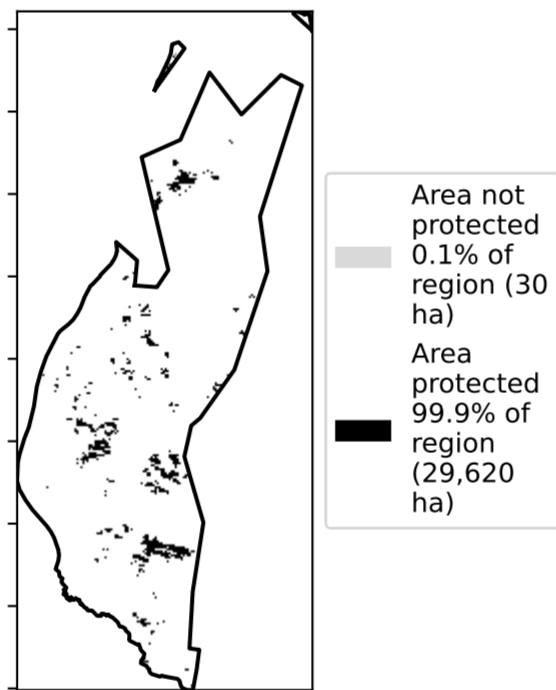 Area not
protected
0.1% of
region (30
ha)
Area
protected
99.9% of
region
(29,620
ha)